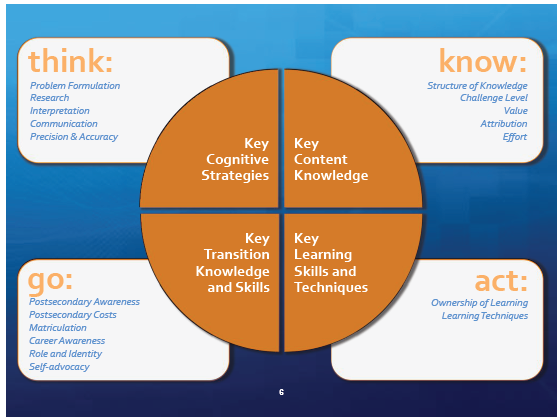 think:
Problem Formulation
Research
Interpretation
Communication
Precision & Accuracy
know:
Structure of Knowledge
Challenge Level
Value
Attribution
Effort
Key
Cognitive
Strategies
Key
Content
Knowledge
Key
Transition
Knowledge
and Skills
Key
Learning
Skills and
Techniques
go:
Postsecondary Awareness
Postsecondary Costs
Matriculation
Career Awareness
Role and Identity
Self-advocacy
act:
Ownership of Learning
Learning Techniques
6